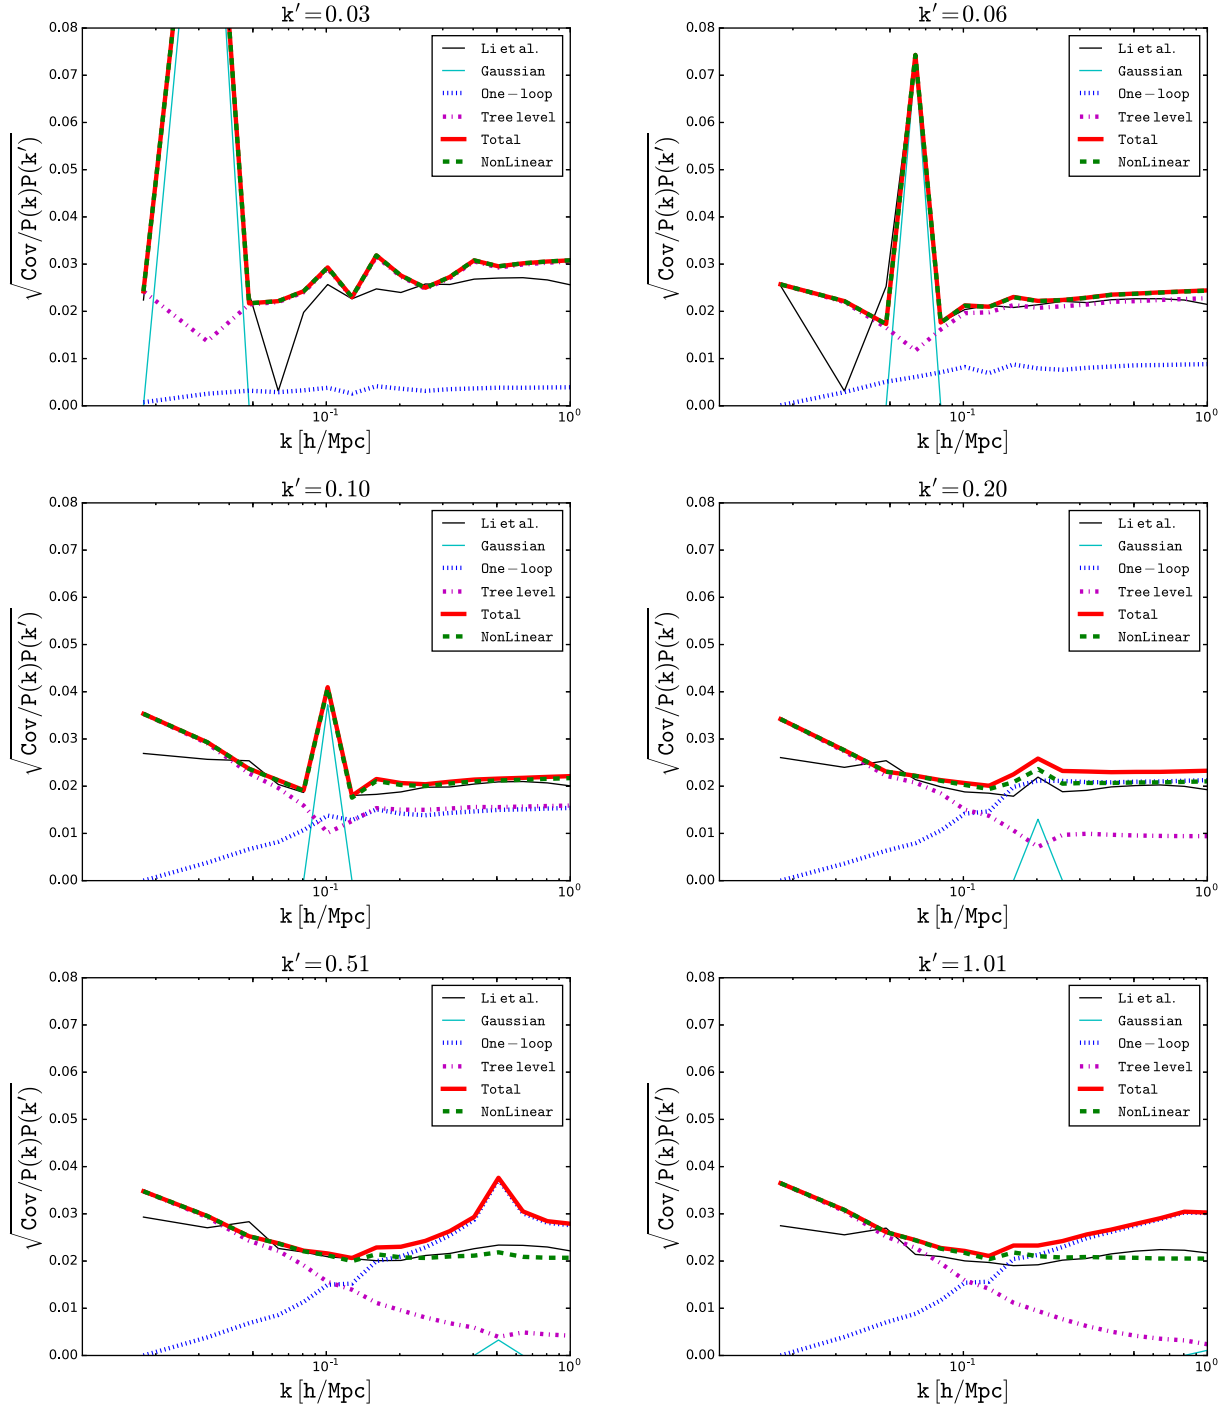 k′=0.03
0.08
0.07
0.06
0.05
0.04
0.03
0.02
0.01
0.00
√Cov/P(k)P(k′)
Li et al.
Gaussian
One−loop
Tree level
Total
NonLinear
10⁻¹
10⁰
k [h/Mpc]
k′=0.06
0.08
0.07
0.06
0.05
0.04
0.03
0.02
0.01
0.00
√Cov/P(k)P(k′)
Li et al.
Gaussian
One−loop
Tree level
Total
NonLinear
10⁻¹
10⁰
k [h/Mpc]
k′=0.10
0.08
0.07
0.06
0.05
0.04
0.03
0.02
0.01
0.00
√Cov/P(k)P(k′)
Li et al.
Gaussian
One−loop
Tree level
Total
NonLinear
10⁻¹
10⁰
k [h/Mpc]
k′=0.20
0.08
0.07
0.06
0.05
0.04
0.03
0.02
0.01
0.00
√Cov/P(k)P(k′)
Li et al.
Gaussian
One−loop
Tree level
Total
NonLinear
10⁻¹
10⁰
k [h/Mpc]
k′=0.51
0.08
0.07
0.06
0.05
0.04
0.03
0.02
0.01
0.00
√Cov/P(k)P(k′)
Li et al.
Gaussian
One−loop
Tree level
Total
NonLinear
10⁻¹
10⁰
k [h/Mpc]
k′=1.01
0.08
0.07
0.06
0.05
0.04
0.03
0.02
0.01
0.00
√Cov/P(k)P(k′)
Li et al.
Gaussian
One−loop
Tree level
Total
NonLinear
10⁻¹
10⁰
k [h/Mpc]